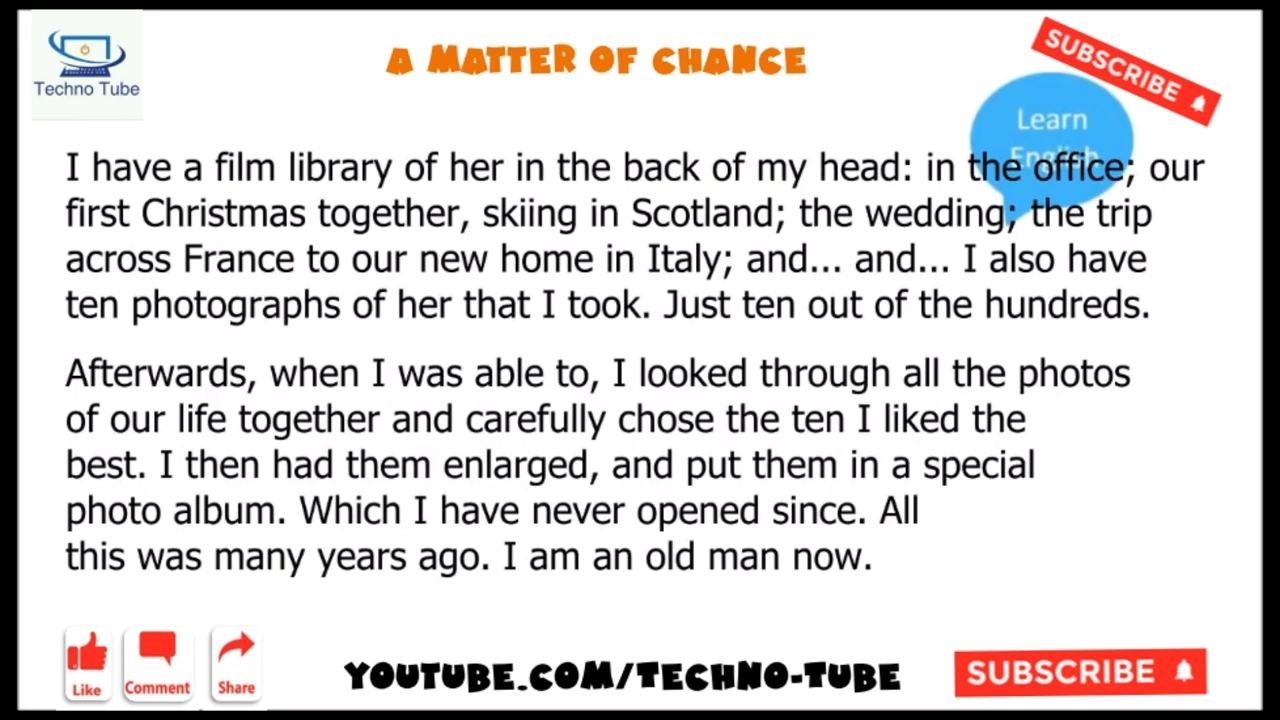 Techno Tube
A MATTER OF CHANCE
SUBSCRIBE
Learn
English
I have a film library of her in the back of my head: in the office; our
first Christmas together, skiing in Scotland; the wedding; the trip
across France to our new home in Italy; and... and... I also have
ten photographs of her that I took. Just ten out of the hundreds.
Afterwards, when I was able to, I looked through all the photos
of our life together and carefully chose the ten I liked the
best. I then had them enlarged, and put them in a special
photo album. Which I have never opened since. All
this was many years ago. I am an old man now.
Like
Comment
Share
YOUTUBE.COM/TECHNO-TUBE
SUBSCRIBE